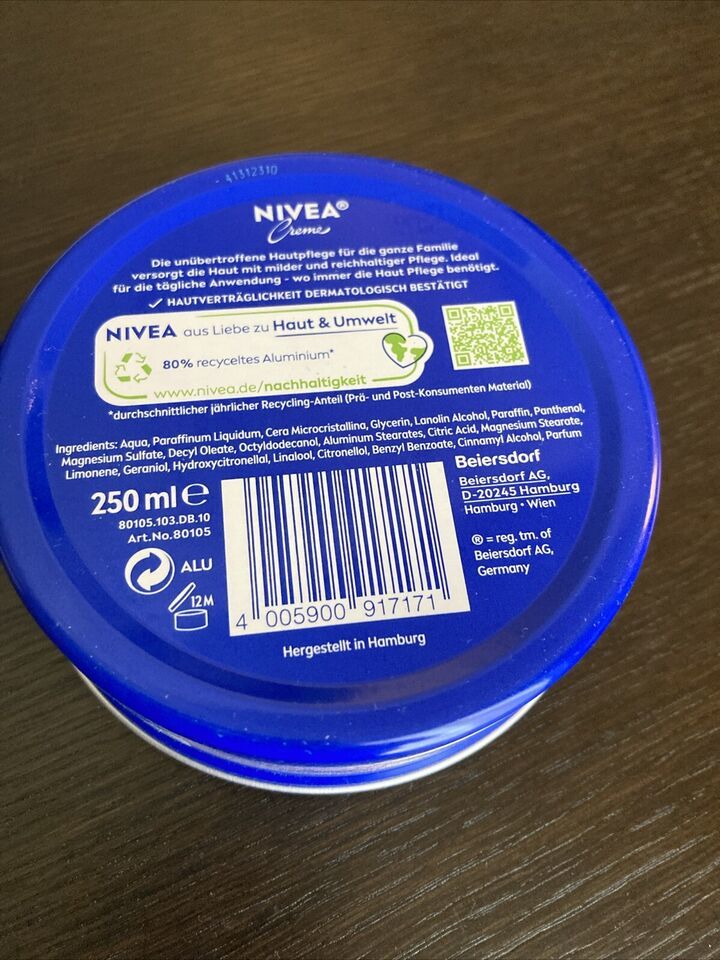 41312310
NIVEA®
Creme
Die unübertroffene Hautpflege für die ganze Familie
versorgt die Haut mit milder und reichhaltiger Pflege. Ideal
für die tägliche Anwendung - wo immer die Haut Pflege benötigt.
✓ HAUTVERTRÄGLICHKEIT DERMATOLOGISCH BESTÄTIGT
NIVEA aus Liebe zu Haut & Umwelt
80% recyceltes Aluminium*
www.nivea.de/nachhaltigkeit
*durchschnittlicher jährlicher Recycling-Anteil (Prä- und Post-Konsumenten Material)
Ingredients: Aqua, Paraffinum Liquidum, Cera Microcristallina, Glycerin, Lanolin Alcohol, Paraffin, Panthenol,
Magnesium Sulfate, Decyl Oleate, Octyldodecanol, Aluminum Stearates, Citric Acid, Magnesium Stearate,
Limonene, Geraniol, Hydroxycitronellal, Linalool, Citronellol, Benzyl Benzoate, Cinnamyl Alcohol, Parfum
250 ml e
80105.103.DB.10
Art.No.80105
ALU
12M
4 005900 917171
Beiersdorf
Beiersdorf AG,
D-20245 Hamburg
Hamburg • Wien
® = reg. tm. of
Beiersdorf AG,
Germany
Hergestellt in Hamburg